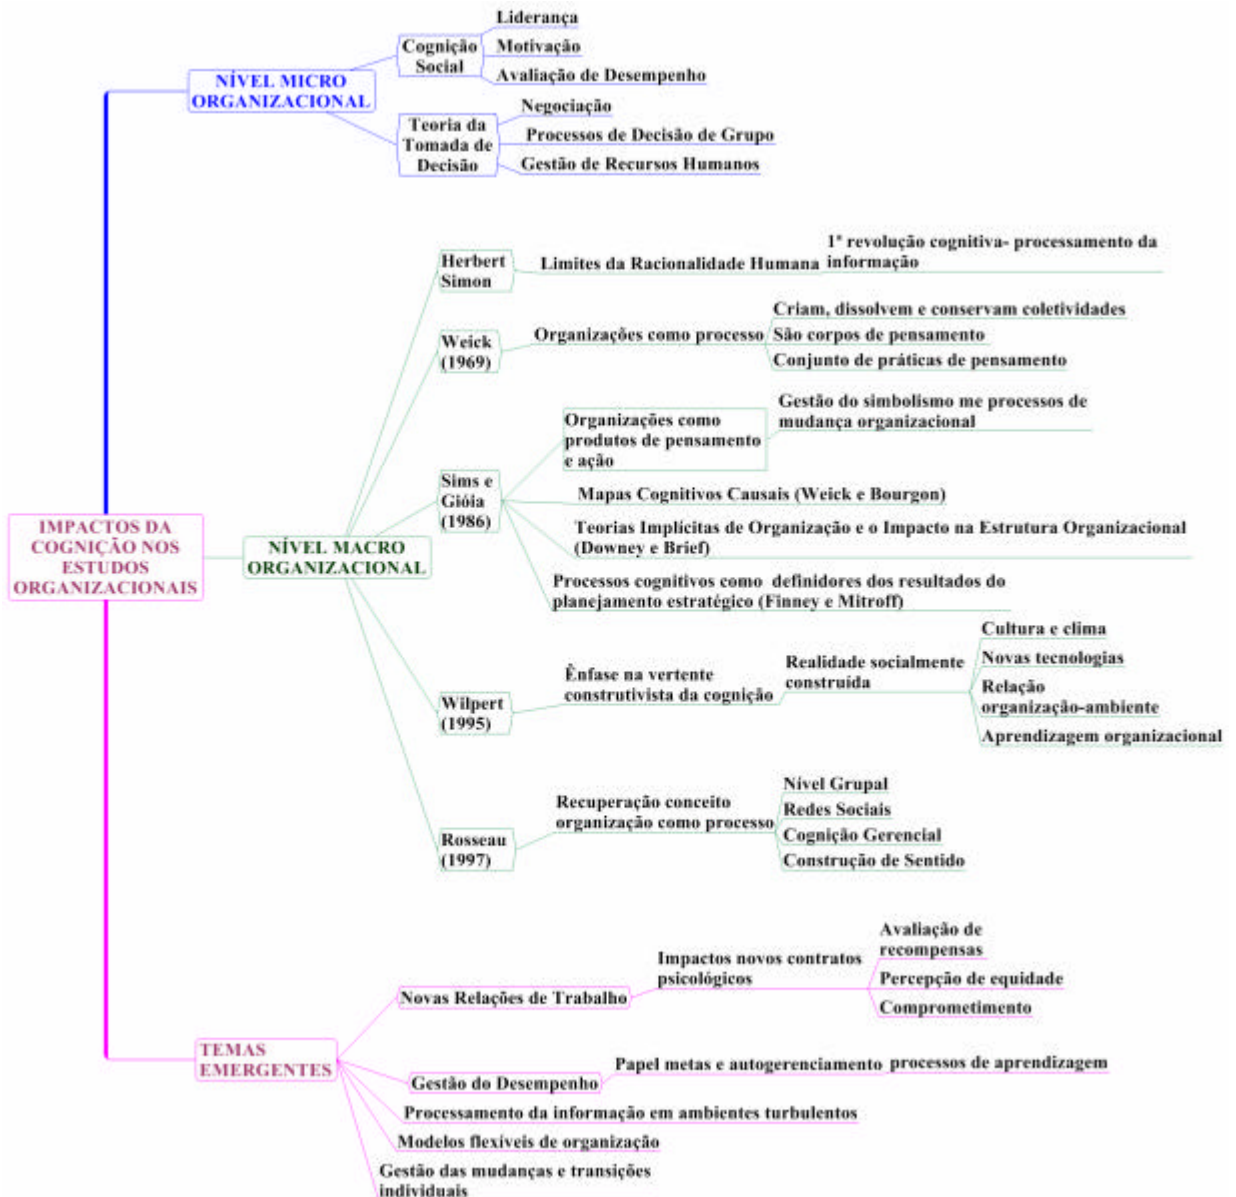 Liderança
Cognição
Social
Motivação
Avaliação de Desempenho
NÍVEL MICRO
ORGANIZACIONAL
Negociação
Teoria da
Tomada de
Decisão
Processos de Decisão de Grupo
Gestão de Recursos Humanos
Herbert
Simon
Limites da Racionalidade Humana
1ª revolução cognitiva- processamento da
informação
Weick
(1969)
Organizações como processo
Criam, dissolvem e conservam coletividades
São corpos de pensamento
Conjunto de práticas de pensamento
Sims e
Gióia
(1986)
Organizações como
produtos de pensamento
e ação
Gestão do simbolismo me processos de
mudança organizacional
Mapas Cognitivos Causais (Weick e Bourgon)
Teorias Implícitas de Organização e o Impacto na Estrutura Organizacional
(Downey e Brief)
Processos cognitivos como definidores dos resultados do
planejamento estratégico (Finney e Mitroff)
IMPACTOS DA
COGNIÇÃO NOS
ESTUDOS
ORGANIZACIONAIS
NÍVEL MACRO
ORGANIZACIONAL
Wilpert
(1995)
Ênfase na vertente
construtivista da cognição
Realidade socialmente
construída
Cultura e clima
Novas tecnologias
Relação
organização-ambiente
Aprendizagem organizacional
Rosseau
(1997)
Recuperação conceito
organização como processo
Nível Grupal
Redes Sociais
Cognição Gerencial
Construção de Sentido
TEMAS
EMERGENTES
Novas Relações de Trabalho
Impactos novos contratos
psicológicos
Avaliação de
recompensas
Percepção de equidade
Comprometimento
Gestão do Desempenho
Papel metas e autogerenciamento
processos de aprendizagem
Processamento da informação em ambientes turbulentos
Modelos flexíveis de organização
Gestão das mudanças e transições
individuais